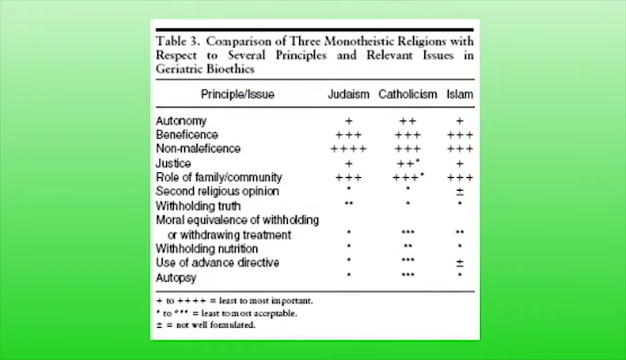 Table 3. Comparison of Three Monotheistic Religions with
Respect to Several Principles and Relevant Issues in
Geriatric Bioethics
Principle/Issue Judaism Catholicism Islam
Autonomy + ++ +
Beneficence +++ +++ +++
Non-maleficence ++++ +++ +++
Justice + ++* +
Role of family/community +++ +++* +++
Second religious opinion * * ±
Withholding truth ** * *
Moral equivalence of withholding
or withdrawing treatment * *** **
Withholding nutrition * ** *
Use of advance directive * *** ±
Autopsy * *** *
+ to ++++ = least to most important.
* to *** = least to most acceptable.
± = not well formulated.